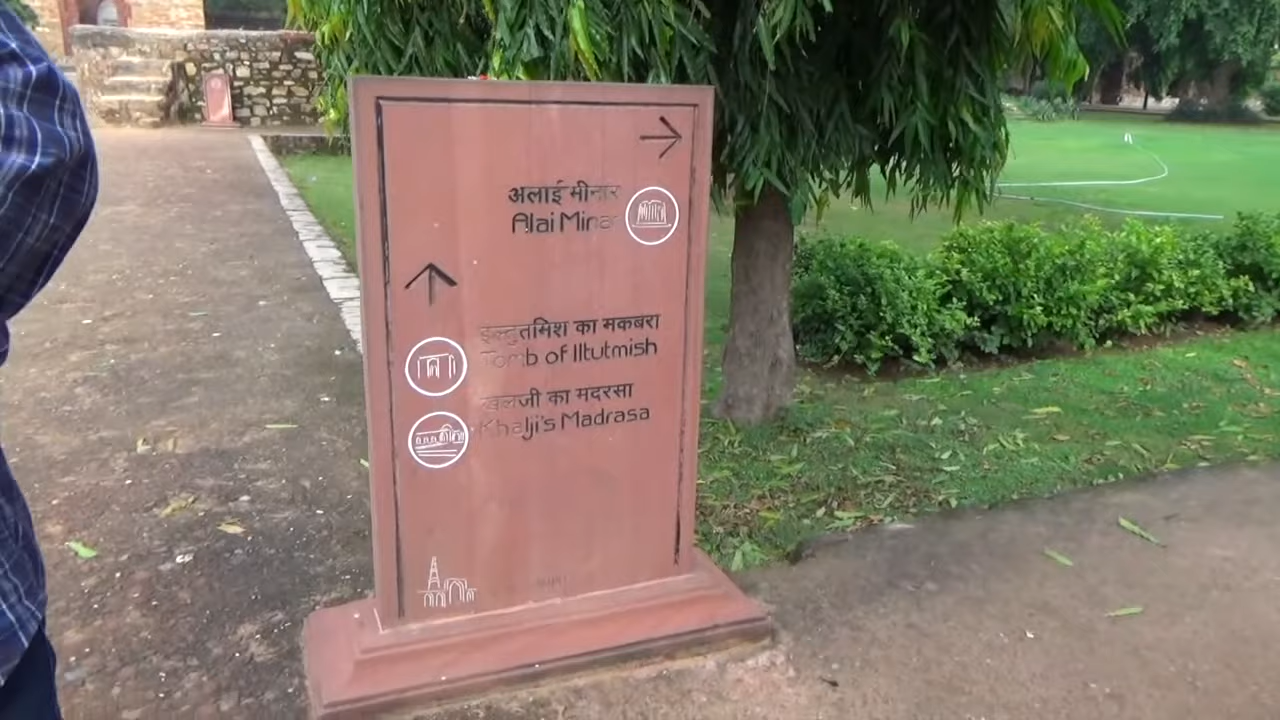 अलाई मीनार
Alai Minar
इल्तुतमिश का मकबरा
Tomb of Iltutmish
खलजी का मदरसा
Khalji's Madrasa